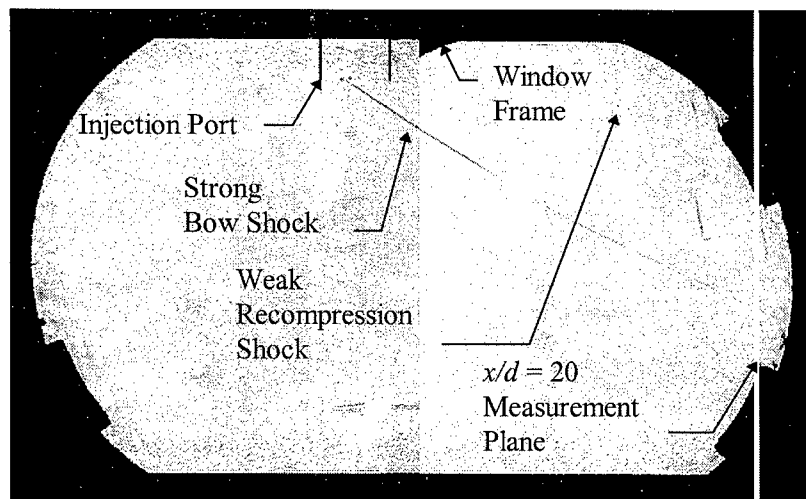 Injection Port
Window
Frame
Strong
Bow Shock
Weak
Recompression
Shock
x/d = 20
Measurement
Plane